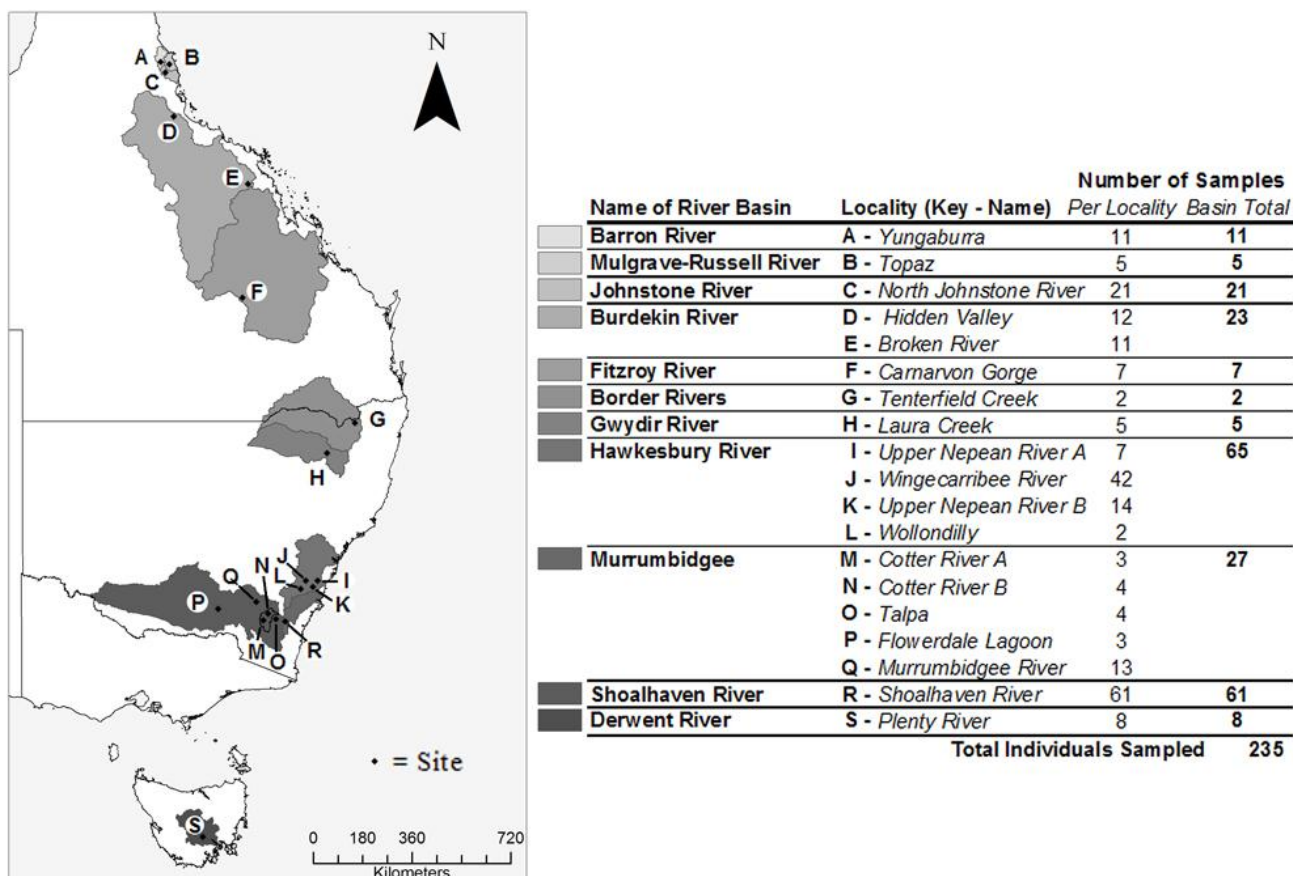 N
A
B
C
D
E
F
G
H
N
J
I
Q
L
K
P
M
O
R
S
= Site
0 180 360 720
Kilometers
Number of Samples
Name of River Basin Locality (Key - Name) Per Locality Basin Total
Barron River A - Yungaburra 11 11
Mulgrave-Russell River B - Topaz 5 5
Johnstone River C - North Johnstone River 21 21
Burdekin River D - Hidden Valley 12 23
E - Broken River 11
Fitzroy River F - Carnarvon Gorge 7 7
Border Rivers G - Tenterfield Creek 2 2
Gwydir River H - Laura Creek 5 5
Hawkesbury River I - Upper Nepean River A 7 65
J - Wingecarribee River 42
K - Upper Nepean River B 14
L - Wollondilly 2
Murrumbidgee M - Cotter River A 3 27
N - Cotter River B 4
O - Talpa 4
P - Flowerdale Lagoon 3
Q - Murrumbidgee River 13
Shoalhaven River R - Shoalhaven River 61 61
Derwent River S - Plenty River 8 8
Total Individuals Sampled 235